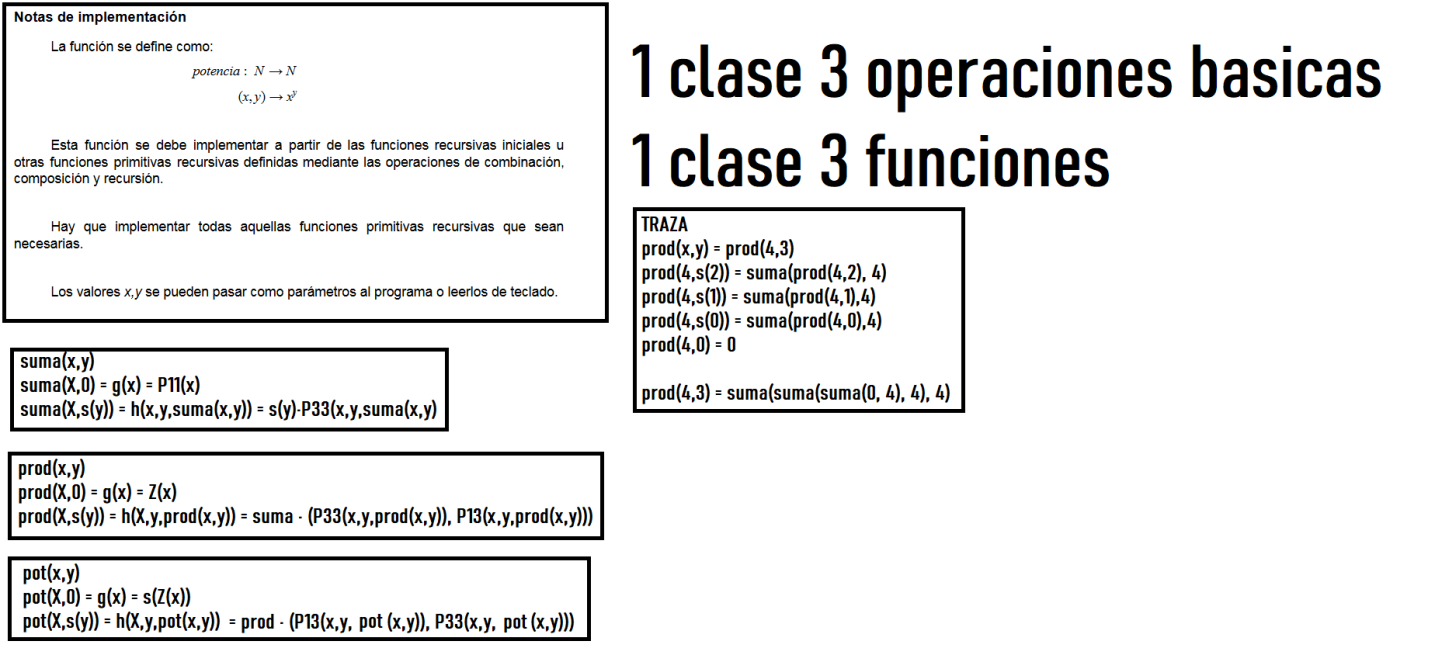 Notas de implementación
La función se define como:
potencia : N → N
(x, y) → xʸ
Esta función se debe implementar a partir de las funciones recursivas iniciales u
otras funciones primitivas recursivas definidas mediante las operaciones de combinación,
composición y recursión.
Hay que implementar todas aquellas funciones primitivas recursivas que sean
necesarias.
Los valores x,y se pueden pasar como parámetros al programa o leerlos de teclado.
suma(x,y)
suma(X,0) = g(x) = P11(x)
suma(X,s(y)) = h(x,y,suma(x,y)) = s(y)·P33(x,y,suma(x,y)
prod(x,y)
prod(X,0) = g(x) = Z(x)
prod(X,s(y)) = h(X,y,prod(x,y)) = suma · (P33(x,y,prod(x,y)), P13(x,y,prod(x,y)))
pot(x,y)
pot(X,0) = g(x) = s(Z(x))
pot(X,s(y)) = h(X,y,pot(x,y)) = prod · (P13(x,y, pot (x,y)), P33(x,y, pot (x,y)))
1 clase 3 operaciones basicas
1 clase 3 funciones
TRAZA
prod(x,y) = prod(4,3)
prod(4,s(2)) = suma(prod(4,2), 4)
prod(4,s(1)) = suma(prod(4,1),4)
prod(4,s(0)) = suma(prod(4,0),4)
prod(4,0) = 0
prod(4,3) = suma(suma(suma(0, 4), 4), 4)